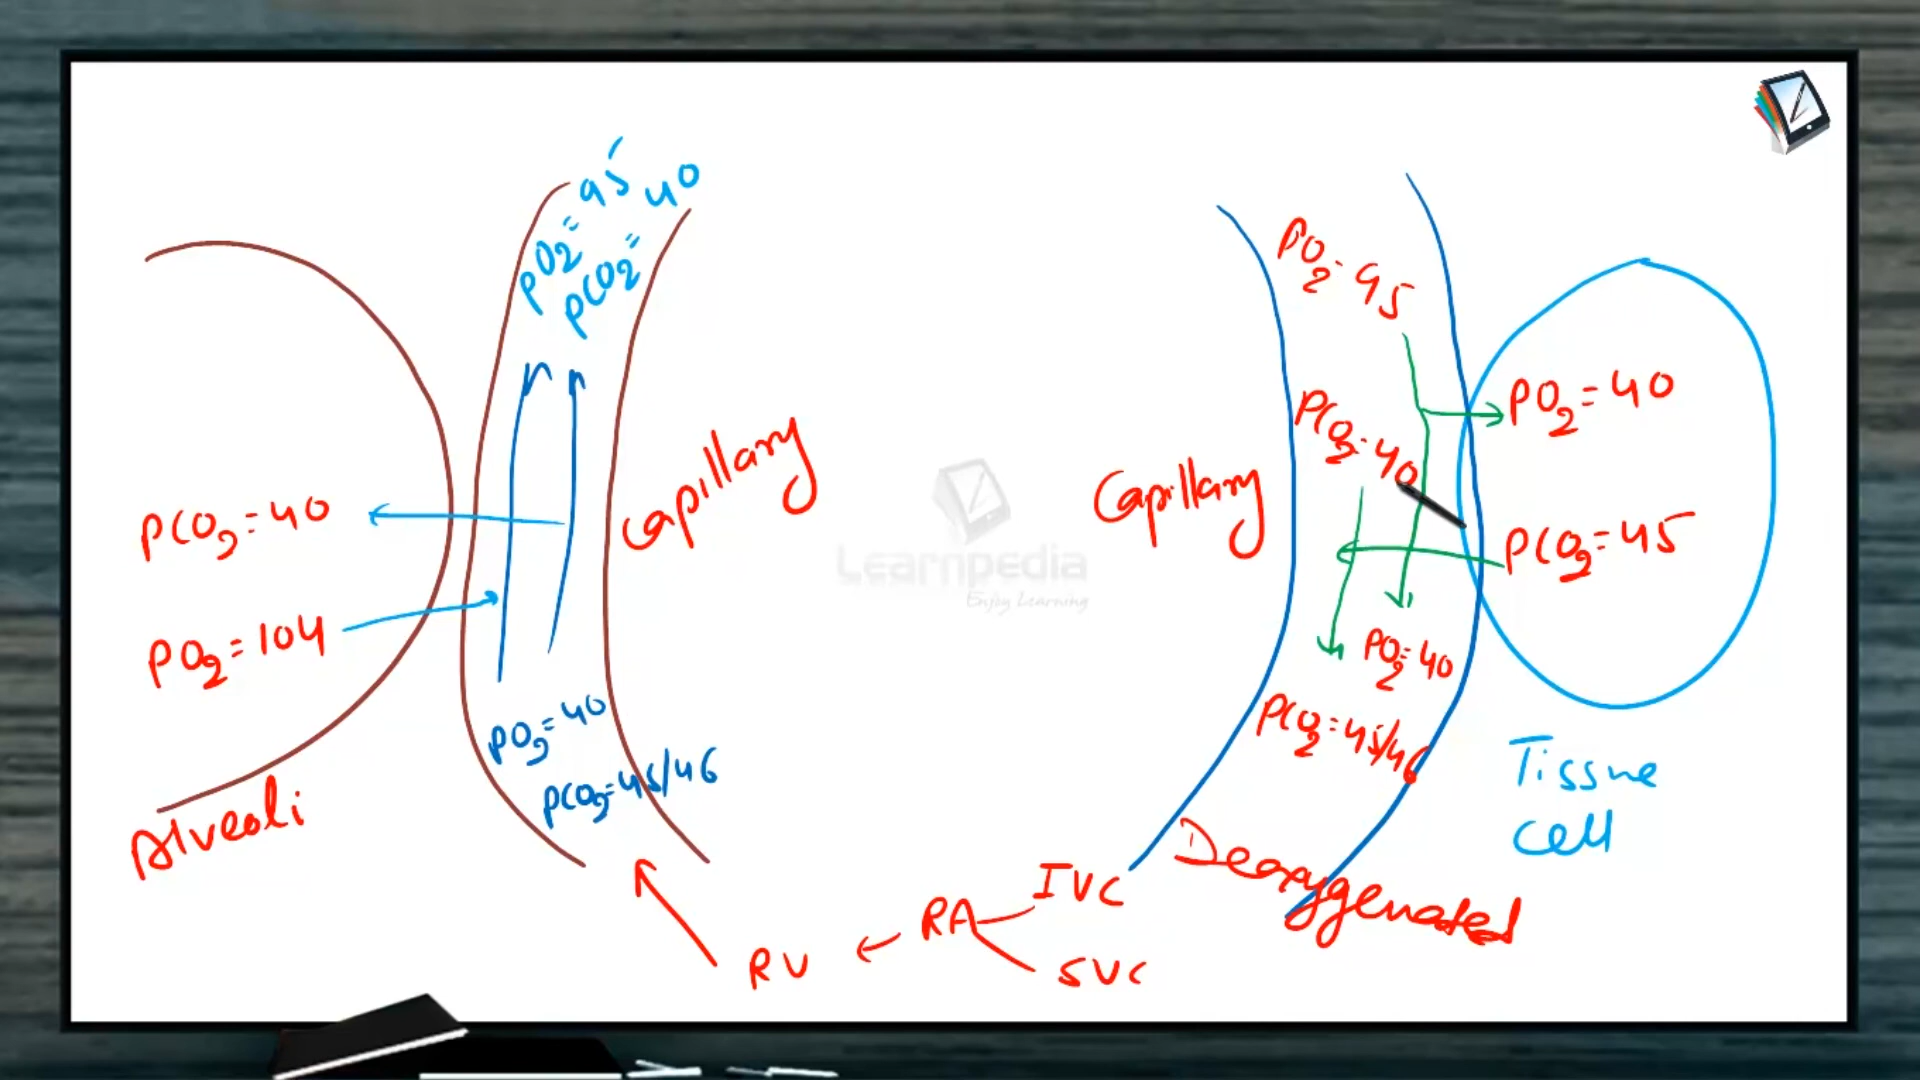 PO2= 95
PCO2= 40
PCO2=40
PO2=104
Alveoli
PO2=40
PCO2=45/46
Capillary
Learnpedia
Enjoy Learning
Capillary
PO2=95
PCO2=40
PO2=40
PCO2=45/46
Deoxygenated
PO2=40
PCO2=45
Tissue
cell
IVC
RA
SVC
RV